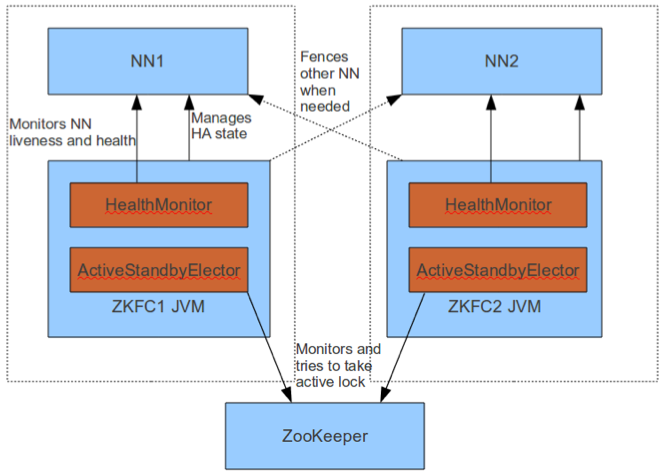 NN1
NN2
Fences
other NN
when
needed
Monitors NN
liveness and health
Manages
HA state
HealthMonitor
ActiveStandbyElector
ZKFC1 JVM
HealthMonitor
ActiveStandbyElector
ZKFC2 JVM
Monitors and
tries to take
active lock
ZooKeeper